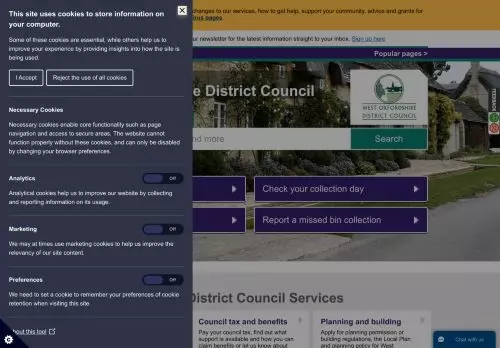 This site uses cookies to store information on your computer.
Some of these cookies are essential, while others help us to improve your experience by providing insights into how the site is being used.
I Accept
Reject the use of all cookies
Necessary Cookies
Necessary cookies enable core functionality such as page navigation and access to secure areas. The website cannot function properly without these cookies, and can only be disabled by changing your browser preferences.
Analytics
Off
Analytical cookies help us to improve our website by collecting and reporting information on its usage.
Marketing
Off
We may at times use marketing cookies to help us improve the relevancy of our site content.
Preferences
Off
We need to set a cookie to remember your preferences of cookie retention when visiting this site.
About this tool
changes to our services, how to get help, support your community, advice and grants for
rus pages.
our newsletter for the latest information straight to your inbox. Sign up here
Popular pages >
e District Council
WEST OXFORDSHIRE
DISTRICT COUNCIL
nd more
Search
Check your collection day
Report a missed bin collection
District Council Services
Council tax and benefits
Pay your council tax, find out what support is available and how you can claim benefits or let us know about
Planning and building
Apply for planning permission or building regulations, the Local Plan and planning policy for West
Chat with us